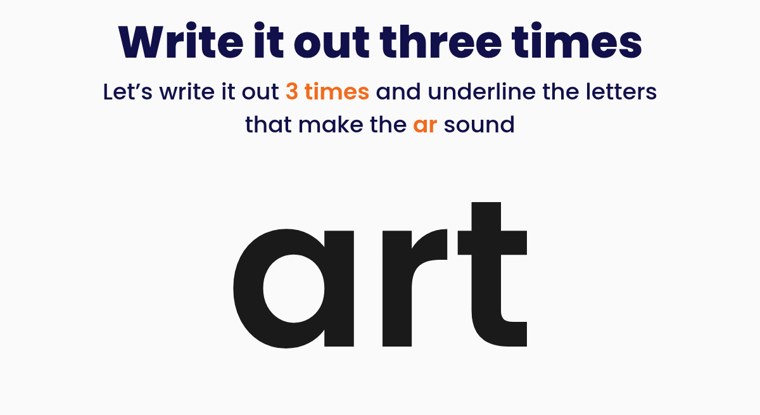 Write it out three times
Let’s write it out 3 times and underline the letters
that make the ar sound
art